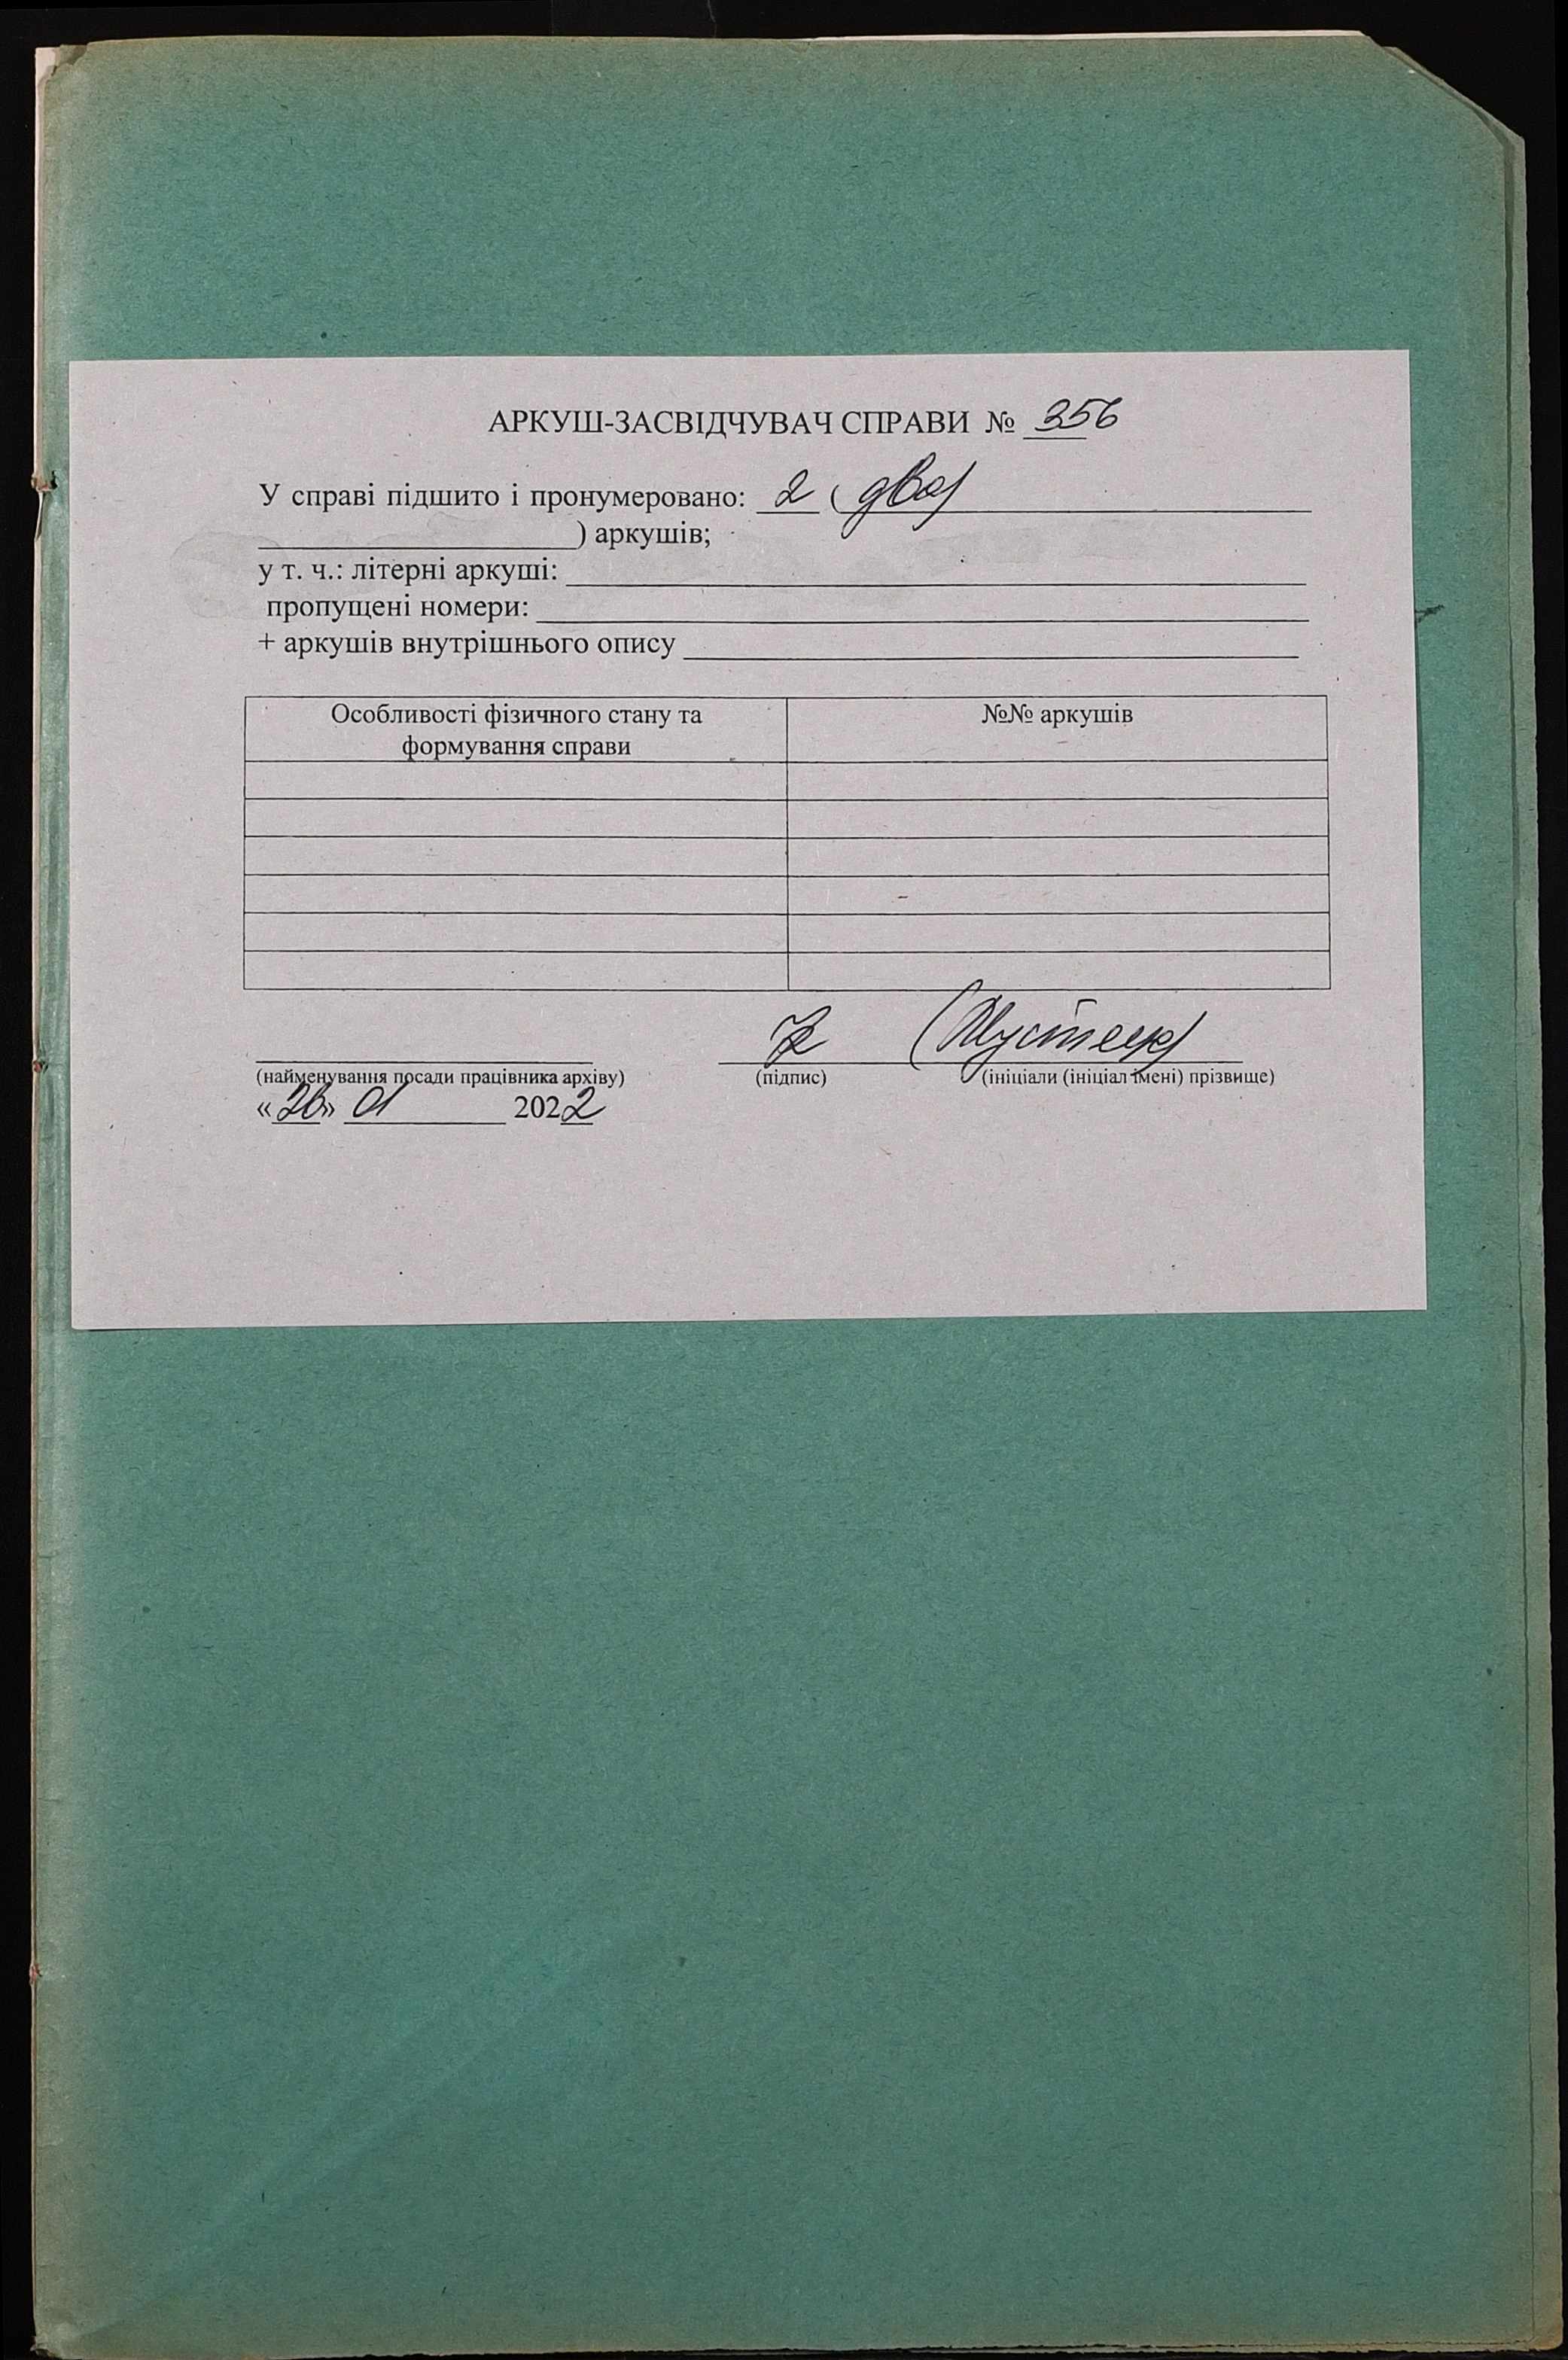 АРКУШ-ЗАСВІДЧУВАЧ СПРАВИ № 356
У справі підшито і пронумеровано: 2 (два)
) аркушів;
у т. ч.: літерні аркуші:
пропущені номери:
+ аркушів внутрішнього опису
Особливості фізичного стану та
формування справи
№№ аркушів
(найменування посади працівника архіву)
(підпис)
(ініціали (ініціал імені) прізвище)
«26» 01 2022